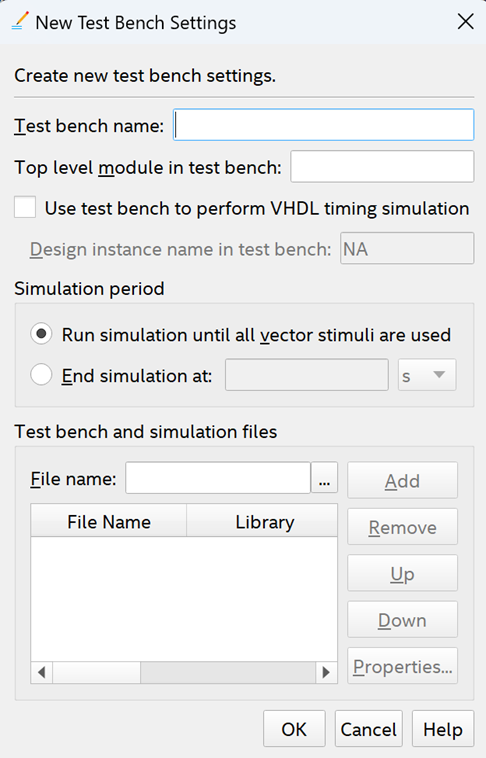 New Test Bench Settings
Create new test bench settings.
Test bench name:
Top level module in test bench:
Use test bench to perform VHDL timing simulation
Design instance name in test bench: NA
Simulation period
Run simulation until all vector stimuli are used
End simulation at: s
Test bench and simulation files
File name: ... Add
File Name Library
Remove
Up
Down
Properties...
OK Cancel Help